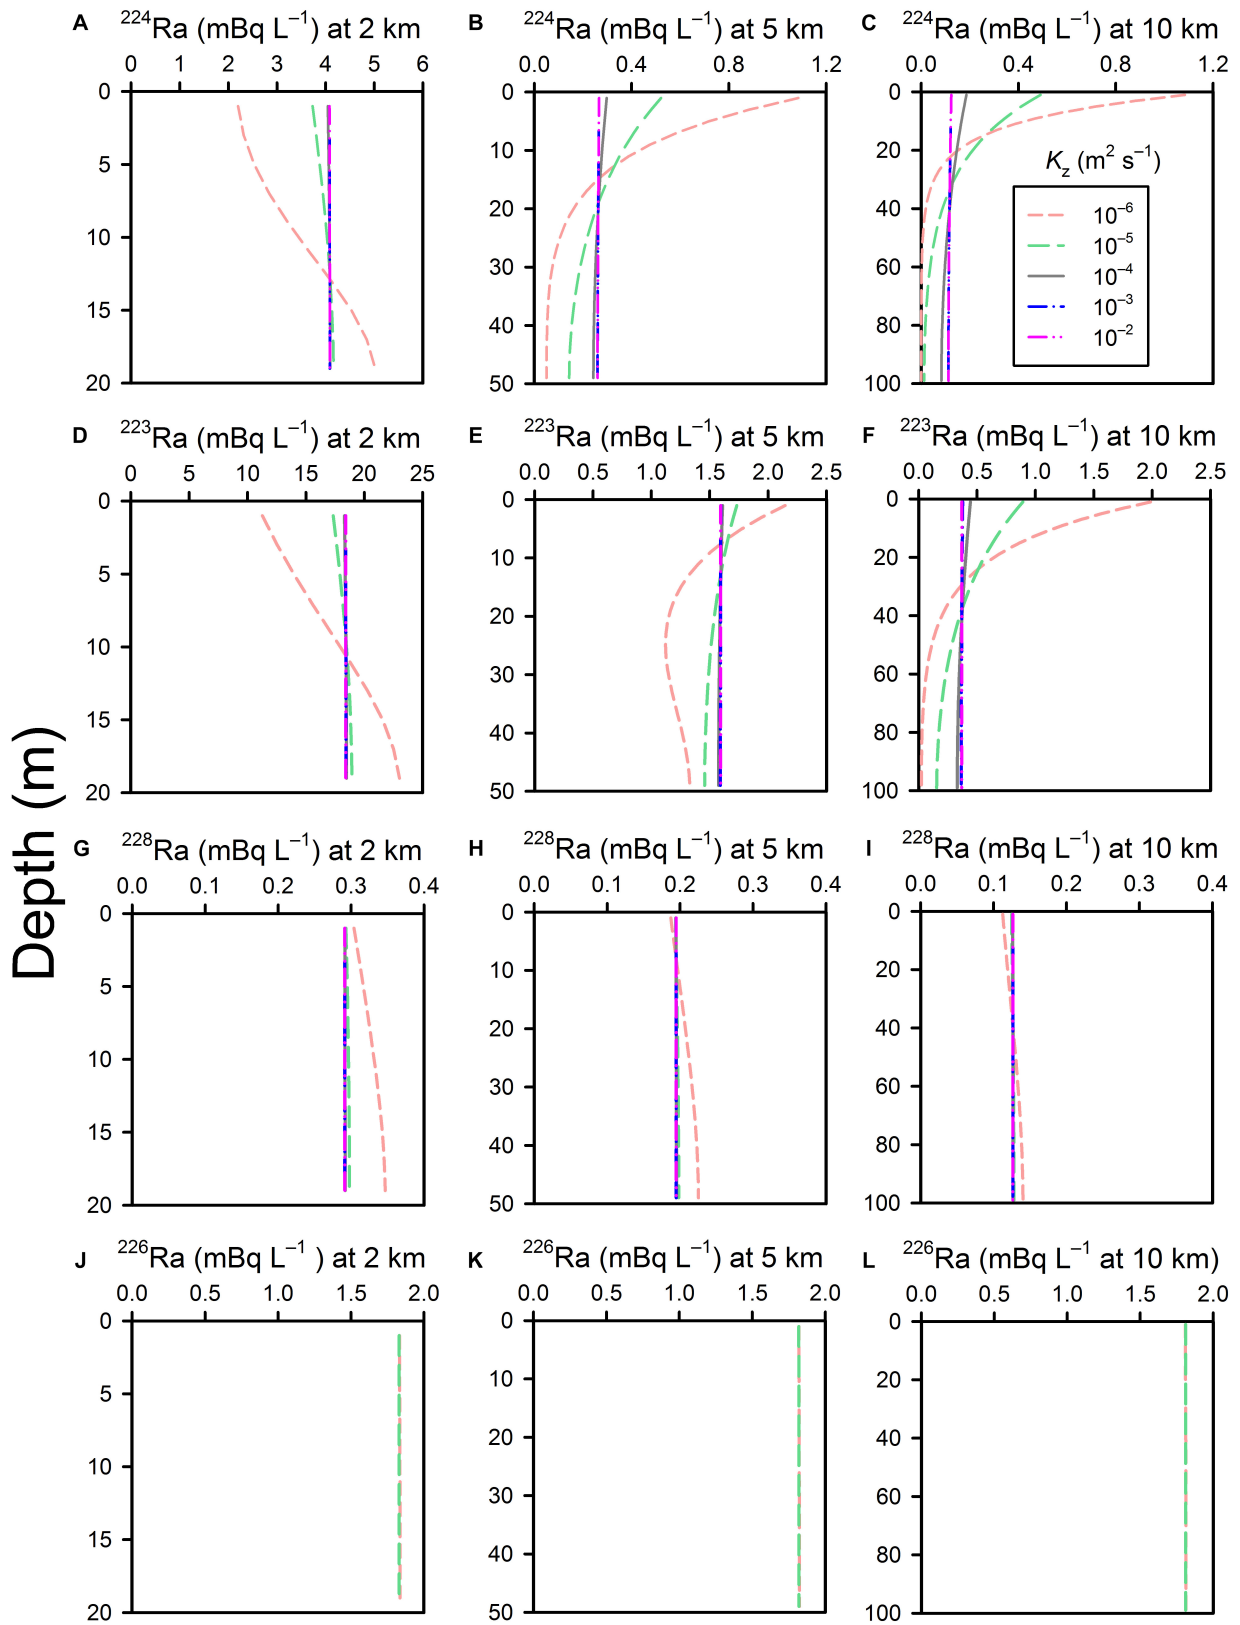 A ²²⁴Ra (mBq L⁻¹) at 2 km
0 1 2 3 4 5 6
0
5
10
15
20
B ²²⁴Ra (mBq L⁻¹) at 5 km
0.0 0.4 0.8 1.2
0
10
20
30
40
50
C ²²⁴Ra (mBq L⁻¹) at 10 km
0.0 0.4 0.8 1.2
0
20
40
60
80
100
Kz (m² s⁻¹)
10⁻⁶
10⁻⁵
10⁻⁴
10⁻³
10⁻²
D ²²³Ra (mBq L⁻¹) at 2 km
0 5 10 15 20 25
0
5
10
15
20
E ²²³Ra (mBq L⁻¹) at 5 km
0.0 0.5 1.0 1.5 2.0 2.5
0
10
20
30
40
50
F ²²³Ra (mBq L⁻¹) at 10 km
0.0 0.5 1.0 1.5 2.0 2.5
0
20
40
60
80
100
Depth (m)
G ²²⁸Ra (mBq L⁻¹) at 2 km
0.0 0.1 0.2 0.3 0.4
0
5
10
15
20
H ²²⁸Ra (mBq L⁻¹) at 5 km
0.0 0.1 0.2 0.3 0.4
0
10
20
30
40
50
I ²²⁸Ra (mBq L⁻¹) at 10 km
0.0 0.1 0.2 0.3 0.4
0
20
40
60
80
100
J ²²⁶Ra (mBq L⁻¹ ) at 2 km
0.0 0.5 1.0 1.5 2.0
0
5
10
15
20
K ²²⁶Ra (mBq L⁻¹) at 5 km
0.0 0.5 1.0 1.5 2.0
0
10
20
30
40
50
L ²²⁶Ra (mBq L⁻¹ at 10 km)
0.0 0.5 1.0 1.5 2.0
0
20
40
60
80
100